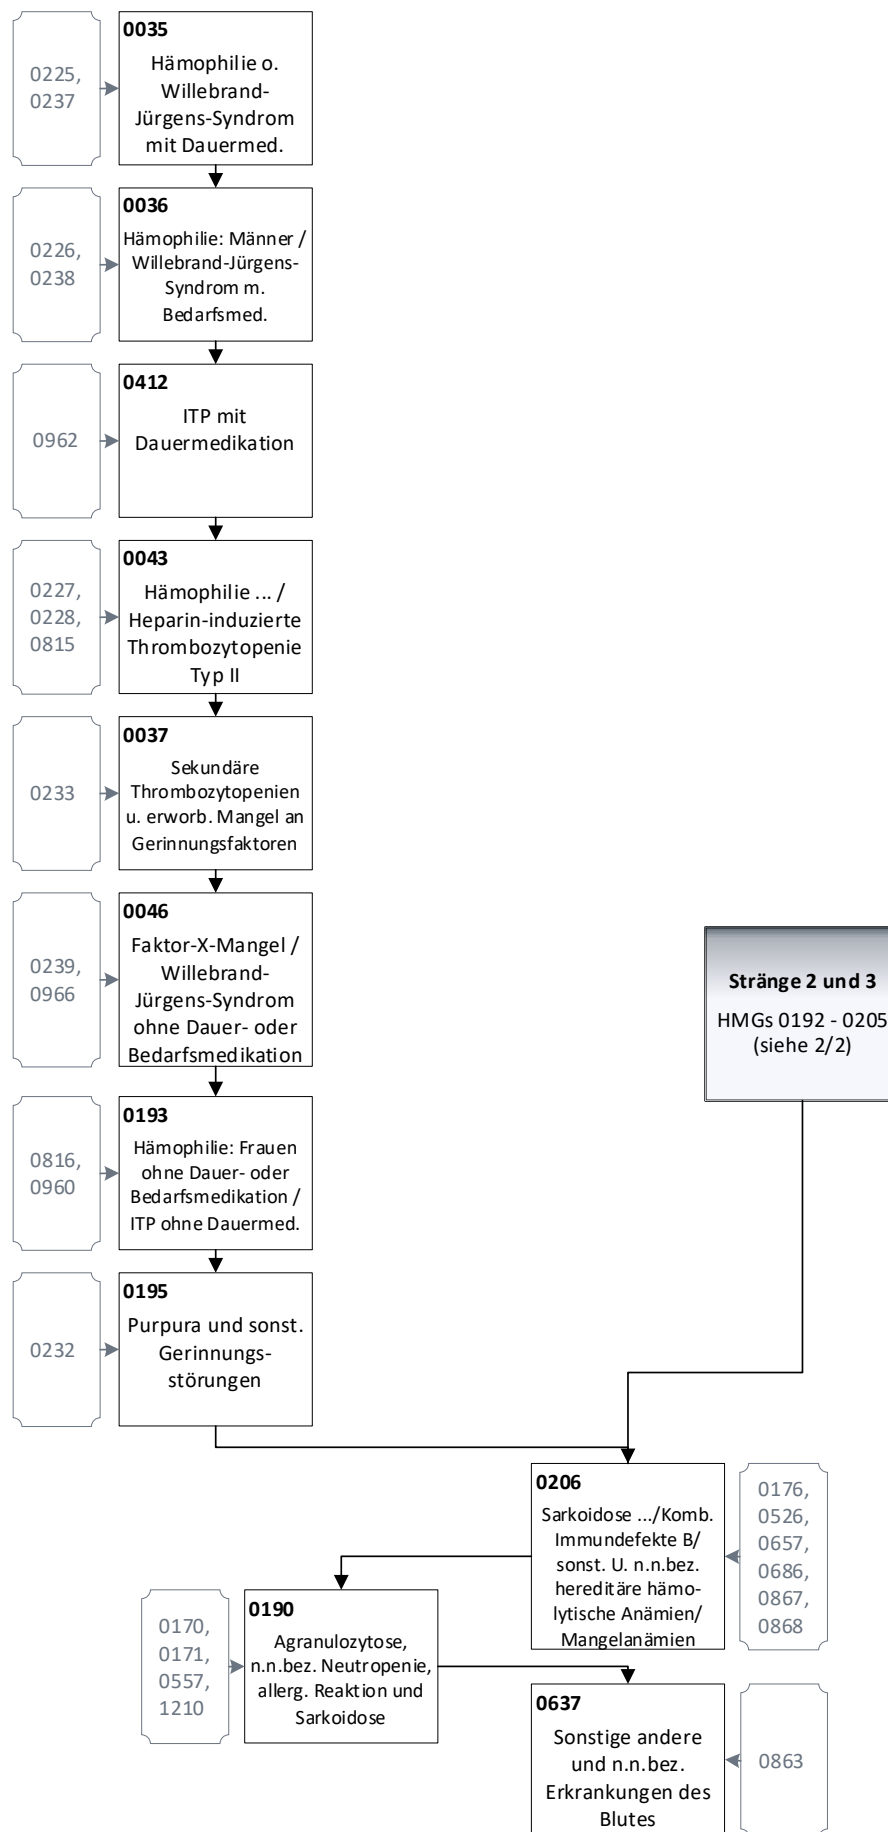 0225,
0237
0035
Hämophilie o.
Willebrand-
Jürgens-Syndrom
mit Dauermed.
0226,
0238
0036
Hämophilie: Männer /
Willebrand-Jürgens-
Syndrom m.
Bedarfsmed.
0962
0412
ITP mit
Dauermedikation
0227,
0228,
0815
0043
Hämophilie ... /
Heparin-induzierte
Thrombozytopenie
Typ II
0233
0037
Sekundäre
Thrombozytopenien
u. erworb. Mangel an
Gerinnungsfaktoren
0239,
0966
0046
Faktor-X-Mangel /
Willebrand-
Jürgens-Syndrom
ohne Dauer- oder
Bedarfsmedikation
Stränge 2 und 3
HMGs 0192 - 0205
(siehe 2/2)
0816,
0960
0193
Hämophilie: Frauen
ohne Dauer- oder
Bedarfsmedikation /
ITP ohne Dauermed.
0232
0195
Purpura und sonst.
Gerinnungs-
störungen
0206
Sarkoidose .../Komb.
Immundefekte B/
sonst. U. n.n.bez.
hereditäre hämo-
lytische Anämien/
Mangelanämien
0176,
0526,
0657,
0686,
0867,
0868
0170,
0171,
0557,
1210
0190
Agranulozytose,
n.n.bez. Neutropenie,
allerg. Reaktion und
Sarkoidose
0637
Sonstige andere
und n.n.bez.
Erkrankungen des
Blutes
0863